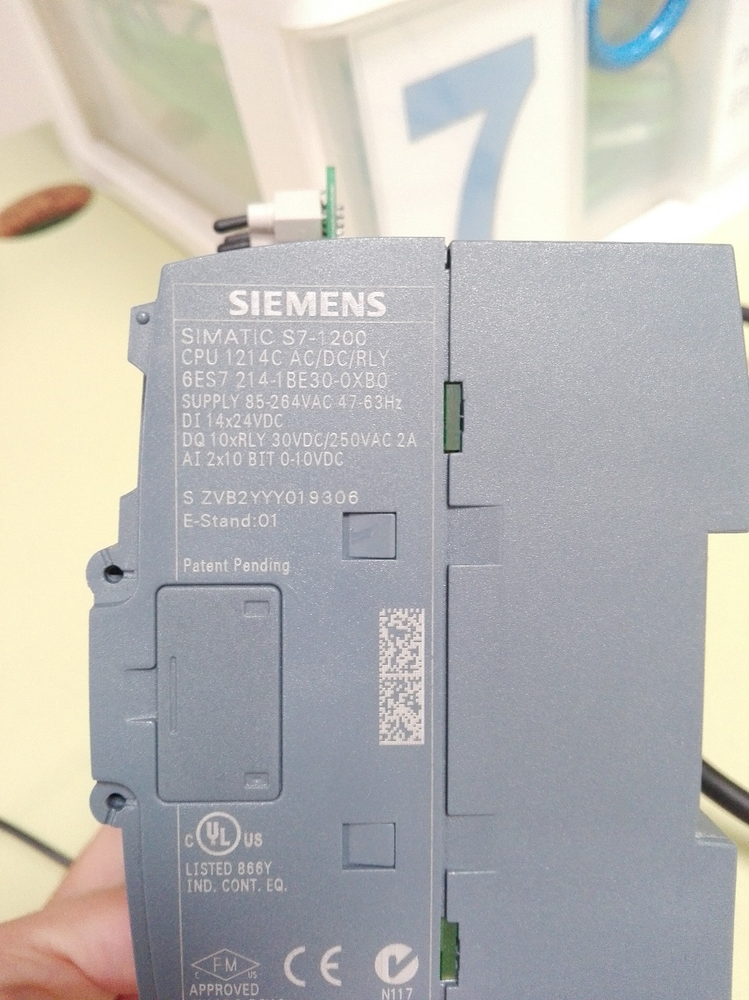 7
SIEMENS
SIMATIC S7-1200
CPU 1214C AC/DC/RLY
6ES7 214-1BE30-0XB0
SUPPLY 85-264VAC 47-63Hz
DI 14x24VDC
DQ 10xRLY 30VDC/250VAC 2A
AI 2x10 BIT 0-10VDC
S ZVB2YYY019306
E-Stand:01
Patent Pending
C UL US
LISTED 866Y
IND. CONT. EQ.
C FM US
APPROVED
CE
N117